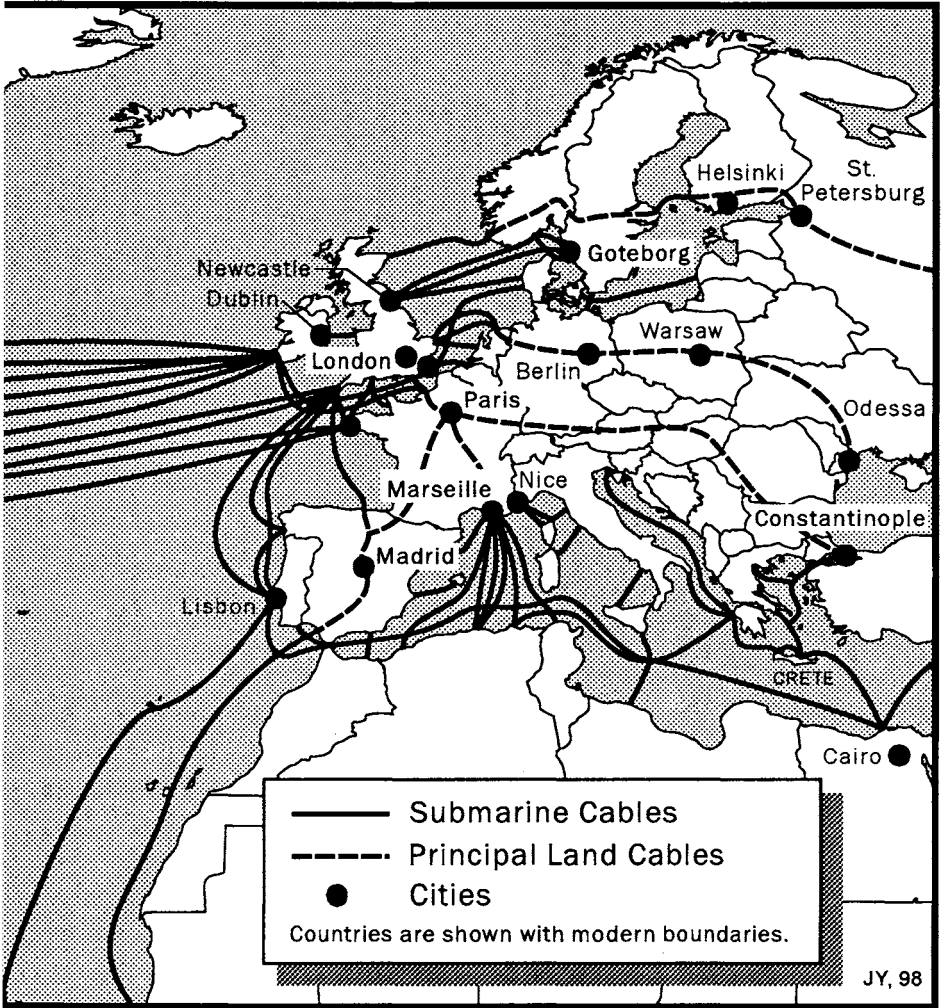 Helsinki
St.
Petersburg
Goteborg
Newcastle
Dublin
London
Berlin
Warsaw
Paris
Odessa
Marseille
Nice
Constantinople
Madrid
Lisbon
CRETE
Cairo
Submarine Cables
Principal Land Cables
Cities
Countries are shown with modern boundaries.
JY, 98